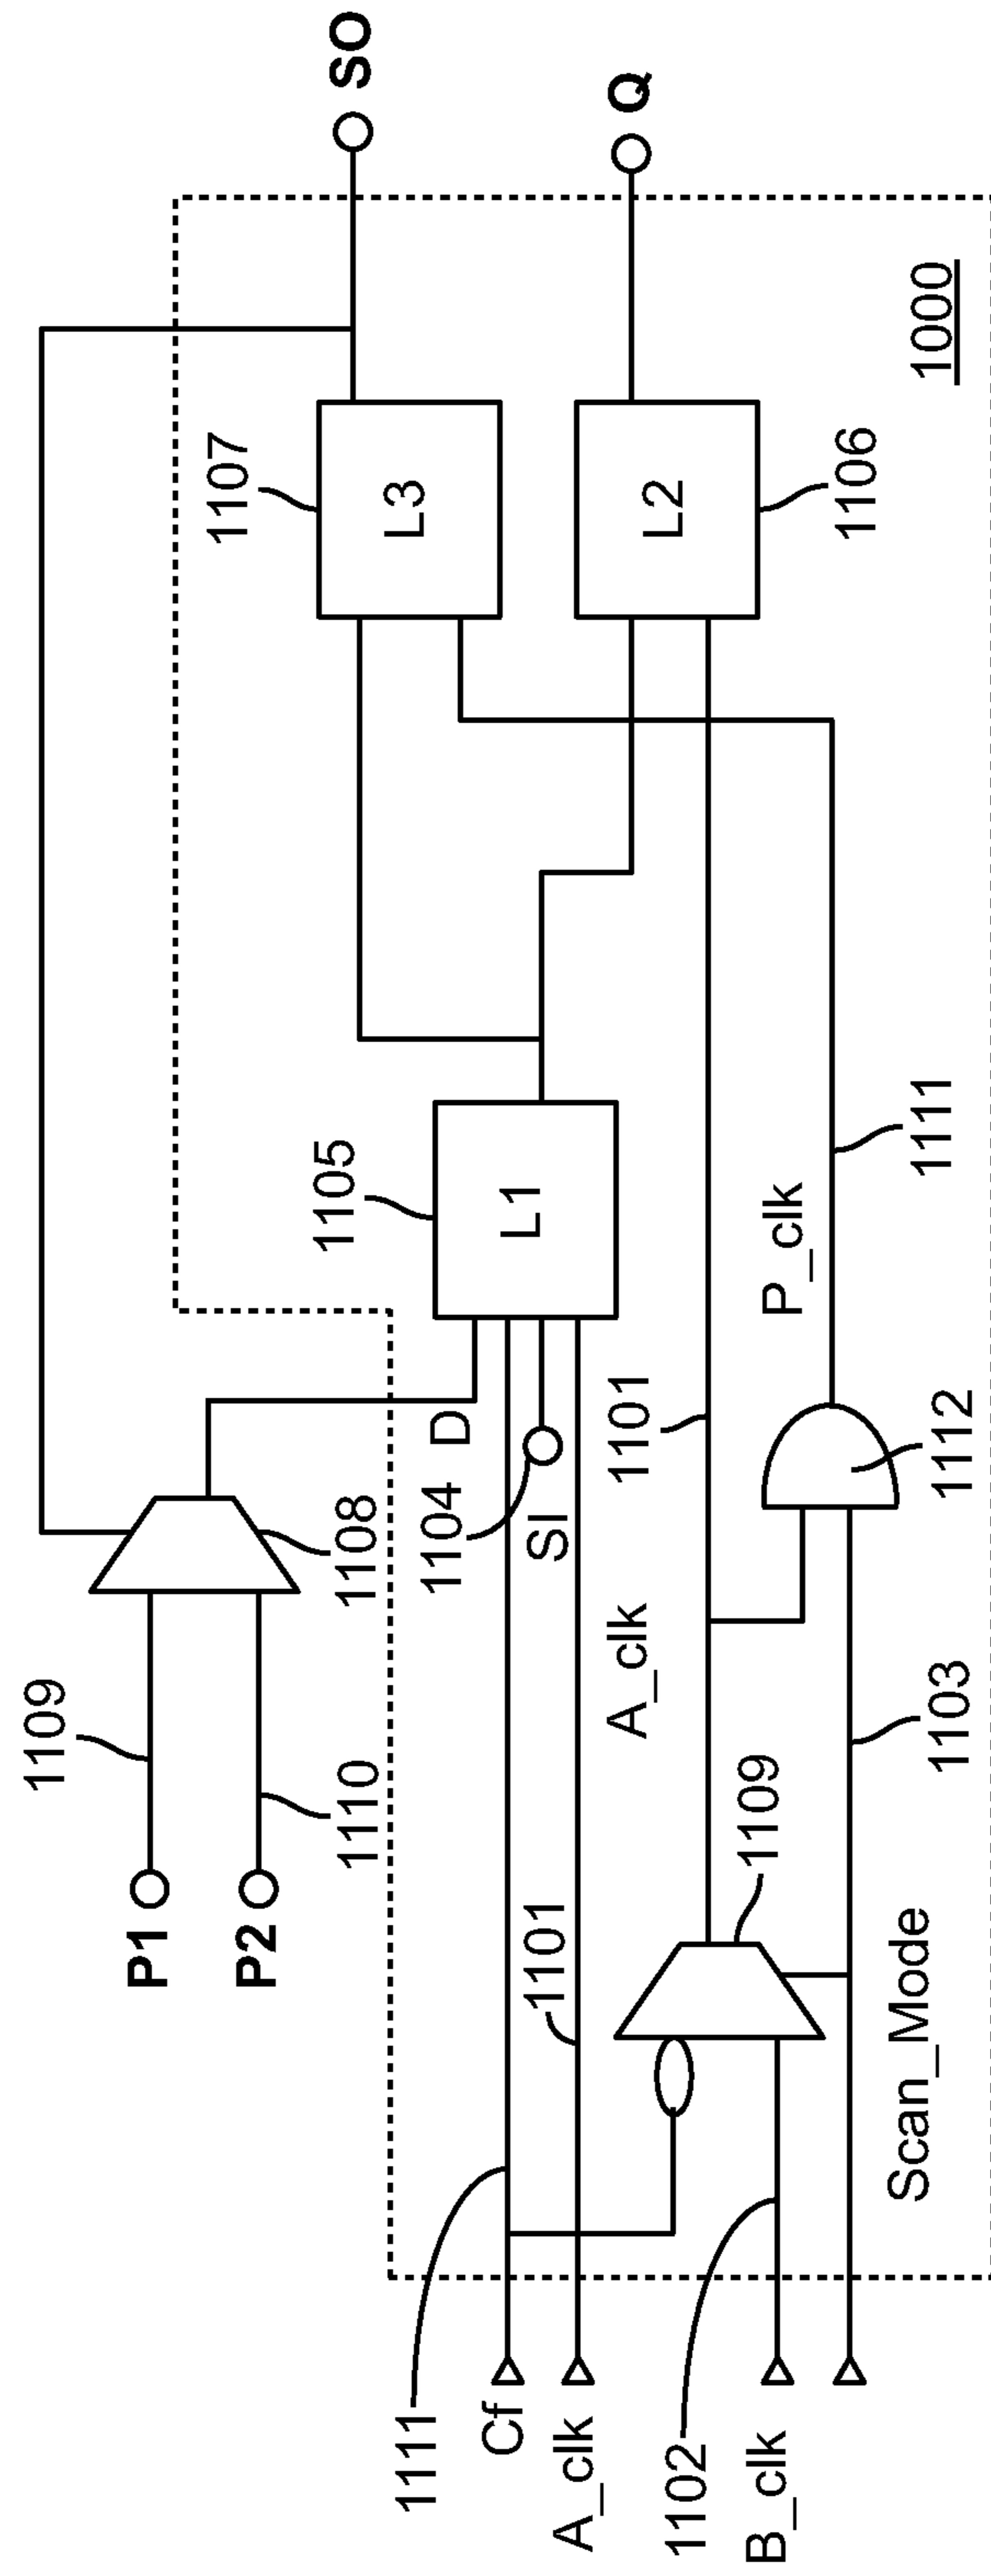 SO
Q
1107
L3
L2
1106
1000
1105
L1
1111
P_clk
1101
D
1104
SI
1108
1112
1109
P1
1110
P2
A_clk
1109
1103
1101
Scan_Mode
1111
Cf
A_clk
1102
B_clk